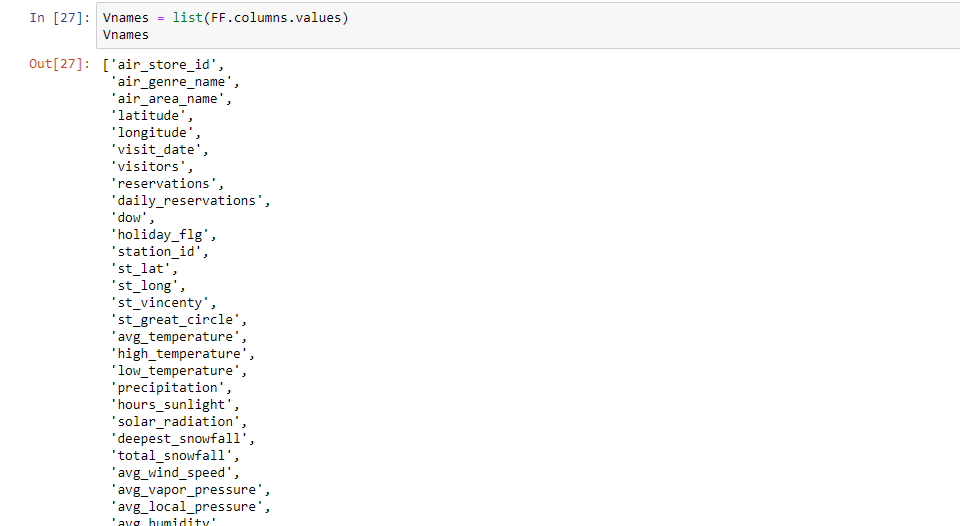 In [27]: Vnames = list(FF.columns.values)
Vnames
Out[27]: ['air_store_id',
'air_genre_name',
'air_area_name',
'latitude',
'longitude',
'visit_date',
'visitors',
'reservations',
'daily_reservations',
'dow',
'holiday_flg',
'station_id',
'st_lat',
'st_long',
'st_vincenty',
'st_great_circle',
'avg_temperature',
'high_temperature',
'low_temperature',
'precipitation',
'hours_sunlight',
'solar_radiation',
'deepest_snowfall',
'total_snowfall',
'avg_wind_speed',
'avg_vapor_pressure',
'avg_local_pressure',
'avg_humidity'